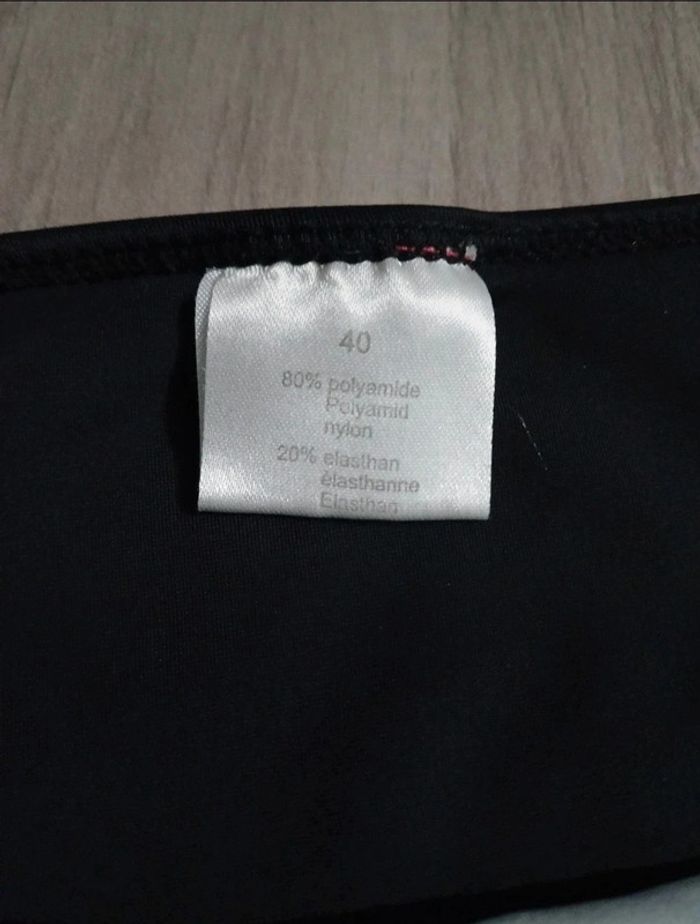 40
80% polyamide
Polyamid
nylon
20% elasthan
élasthanne
Elasthan